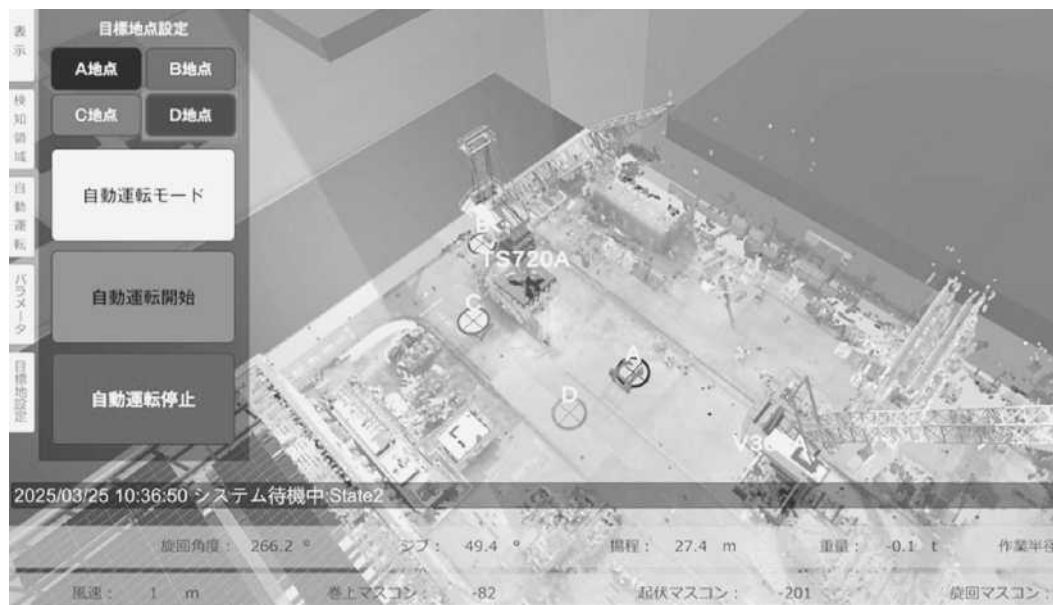 表示
検知領域
自動運転
パラメータ
目標地設定
目標地点設定
A地点
B地点
C地点
D地点
自動運転モード
自動運転開始
自動運転停止
B
TS720A
C
A
D
2025/03/25 10:36:50 システム待機中:State2
旋回角度： 266.2 ° ジブ： 49.4 ° 揚程： 27.4 m 重量： -0.1 t 作業半径
風速： 1 m 巻上マスコン： -82 起伏マスコン： -201 旋回マスコン：